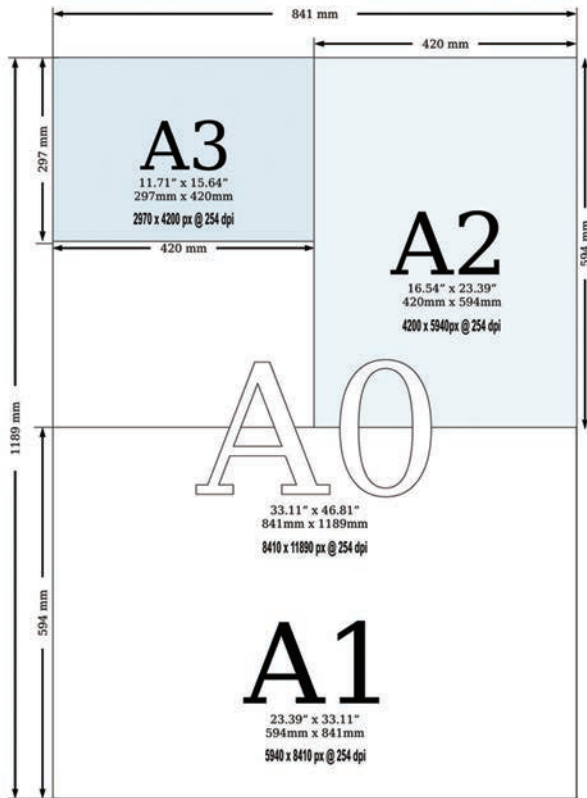 841 mm
420 mm
297 mm
A3
11.71″ x 15.64″
297mm x 420mm
2970 x 4200 px @ 254 dpi
420 mm
A2
16.54″ x 23.39″
420mm x 594mm
4200 x 5940px @ 254 dpi
594 mm
1189 mm
A0
33.11″ x 46.81″
841mm x 1189mm
8410 x 11890 px @ 254 dpi
594 mm
A1
23.39″ x 33.11″
594mm x 841mm
5940 x 8410 px @ 254 dpi